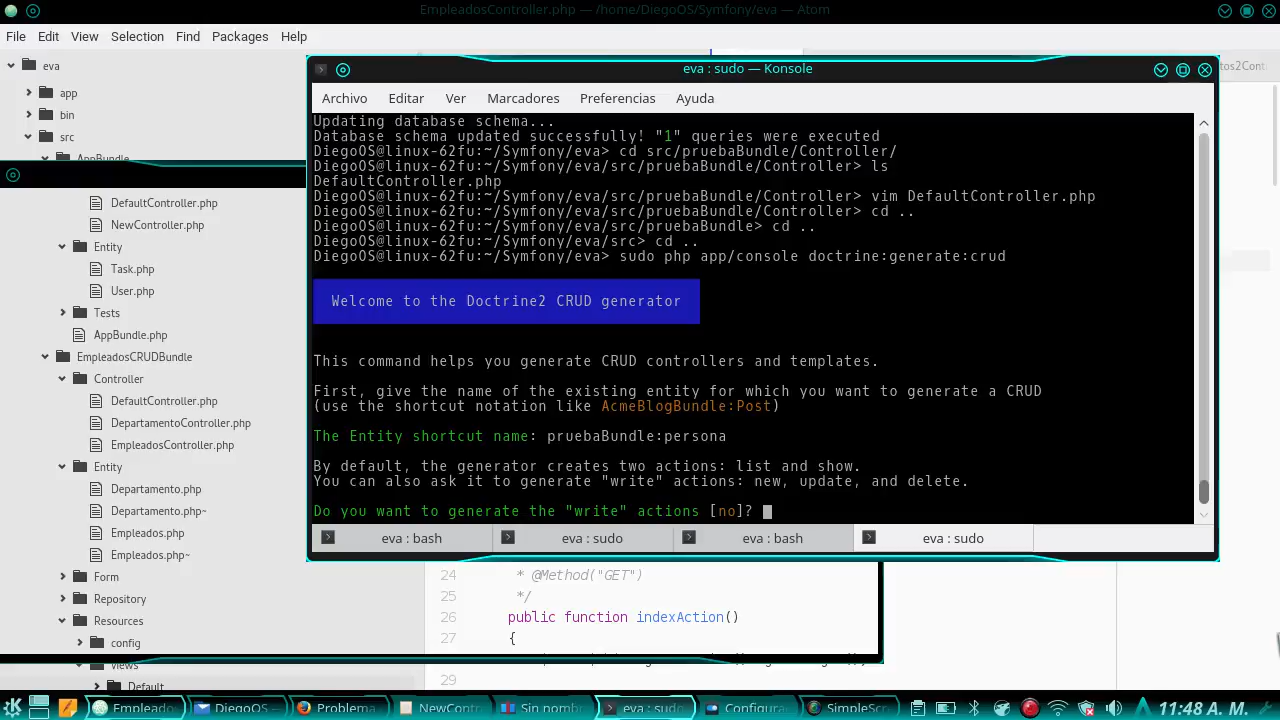 EmpleadosController.php — /home/DiegoOS/Symfony/eva — Atom
File Edit View Selection Find Packages Help
eva
app
bin
src
AppBundle
DefaultController.php
NewController.php
Entity
Task.php
User.php
Tests
AppBundle.php
EmpleadosCRUDBundle
Controller
DefaultController.php
DepartamentoController.php
EmpleadosController.php
Entity
Departamento.php
Departamento.php~
Empleados.php
Empleados.php~
Form
Repository
Resources
config
views
Default
eva : sudo — Konsole
Archivo Editar Ver Marcadores Preferencias Ayuda
Updating database schema...
Database schema updated successfully! "1" queries were executed
DiegoOS@linux-62fu:~/Symfony/eva> cd src/pruebaBundle/Controller/
DiegoOS@linux-62fu:~/Symfony/eva/src/pruebaBundle/Controller> ls
DefaultController.php
DiegoOS@linux-62fu:~/Symfony/eva/src/pruebaBundle/Controller> vim DefaultController.php
DiegoOS@linux-62fu:~/Symfony/eva/src/pruebaBundle/Controller> cd ..
DiegoOS@linux-62fu:~/Symfony/eva/src/pruebaBundle> cd ..
DiegoOS@linux-62fu:~/Symfony/eva/src> cd ..
DiegoOS@linux-62fu:~/Symfony/eva> sudo php app/console doctrine:generate:crud
Welcome to the Doctrine2 CRUD generator
This command helps you generate CRUD controllers and templates.
First, give the name of the existing entity for which you want to generate a CRUD
(use the shortcut notation like AcmeBlogBundle:Post)
The Entity shortcut name: pruebaBundle:persona
By default, the generator creates two actions: list and show.
You can also ask it to generate "write" actions: new, update, and delete.
Do you want to generate the "write" actions [no]?
eva : bash eva : sudo eva : bash eva : sudo
tos2Cont
24 * @Method("GET")
25 */
26 public function indexAction()
27 {
29
Emplead DiegoOS — Problema NewContr Sin nomb eva : sudo Configura SimpleScr 11:48 A. M.